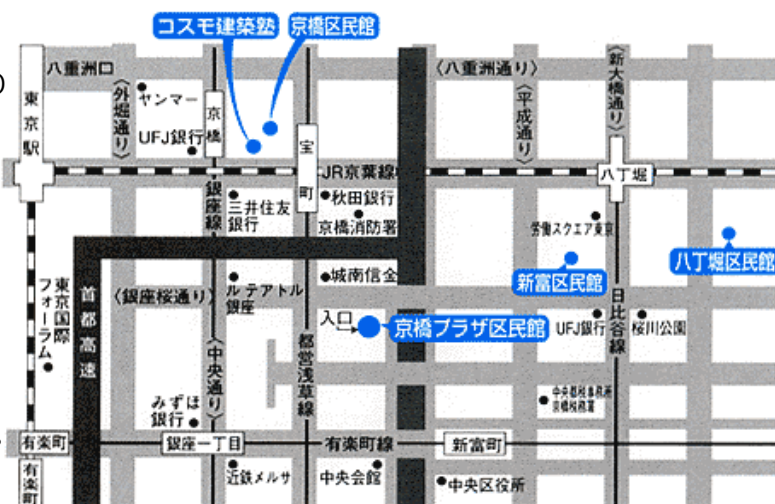 コスモ建築塾
京橋区民館
八重洲口
〈八重洲通り〉
〈新大橋通り〉
〈外堀通り〉
ヤンマー
京橋
〈平成通り〉
東京駅
UFJ銀行
宝町
JR京葉線
八丁堀
銀座線
三井住友
銀行
秋田銀行
京橋消防署
労働スクエア東京
八丁堀区民館
新富区民館
東京国際
フォーラム
首都高速
〈銀座桜通り〉
ル テアトル
銀座
城南信金
入口
京橋プラザ区民館
UFJ銀行
日比谷線
桜川公園
〈中央通り〉
都営浅草線
みずほ
銀行
中央都税事務所
京橋税務署
有楽町
銀座一丁目
有楽町線
新富町
有楽町
近鉄メルサ
中央会館
中央区役所